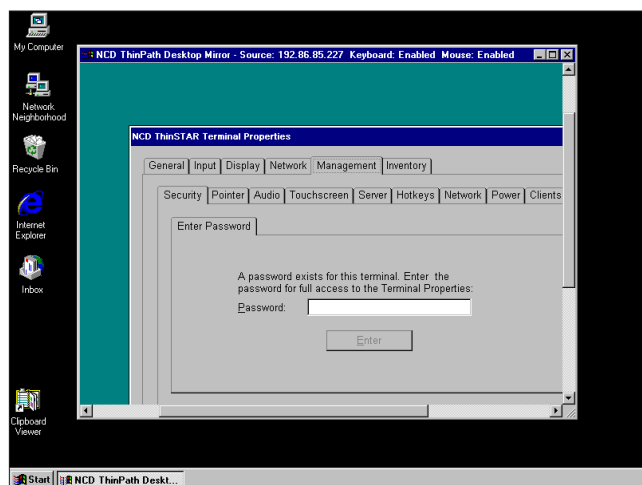 My Computer
Network
Neighborhood
Recycle Bin
Internet
Explorer
Inbox
Clipboard
Viewer
NCD ThinPath Desktop Mirror - Source: 192.86.85.227 Keyboard: Enabled Mouse: Enabled
NCD ThinSTAR Terminal Properties
General Input Display Network Management Inventory
Security Pointer Audio Touchscreen Server Hotkeys Network Power Clients
Enter Password
A password exists for this terminal. Enter the
password for full access to the Terminal Properties:
Password:
Enter
Start NCD ThinPath Deskt...